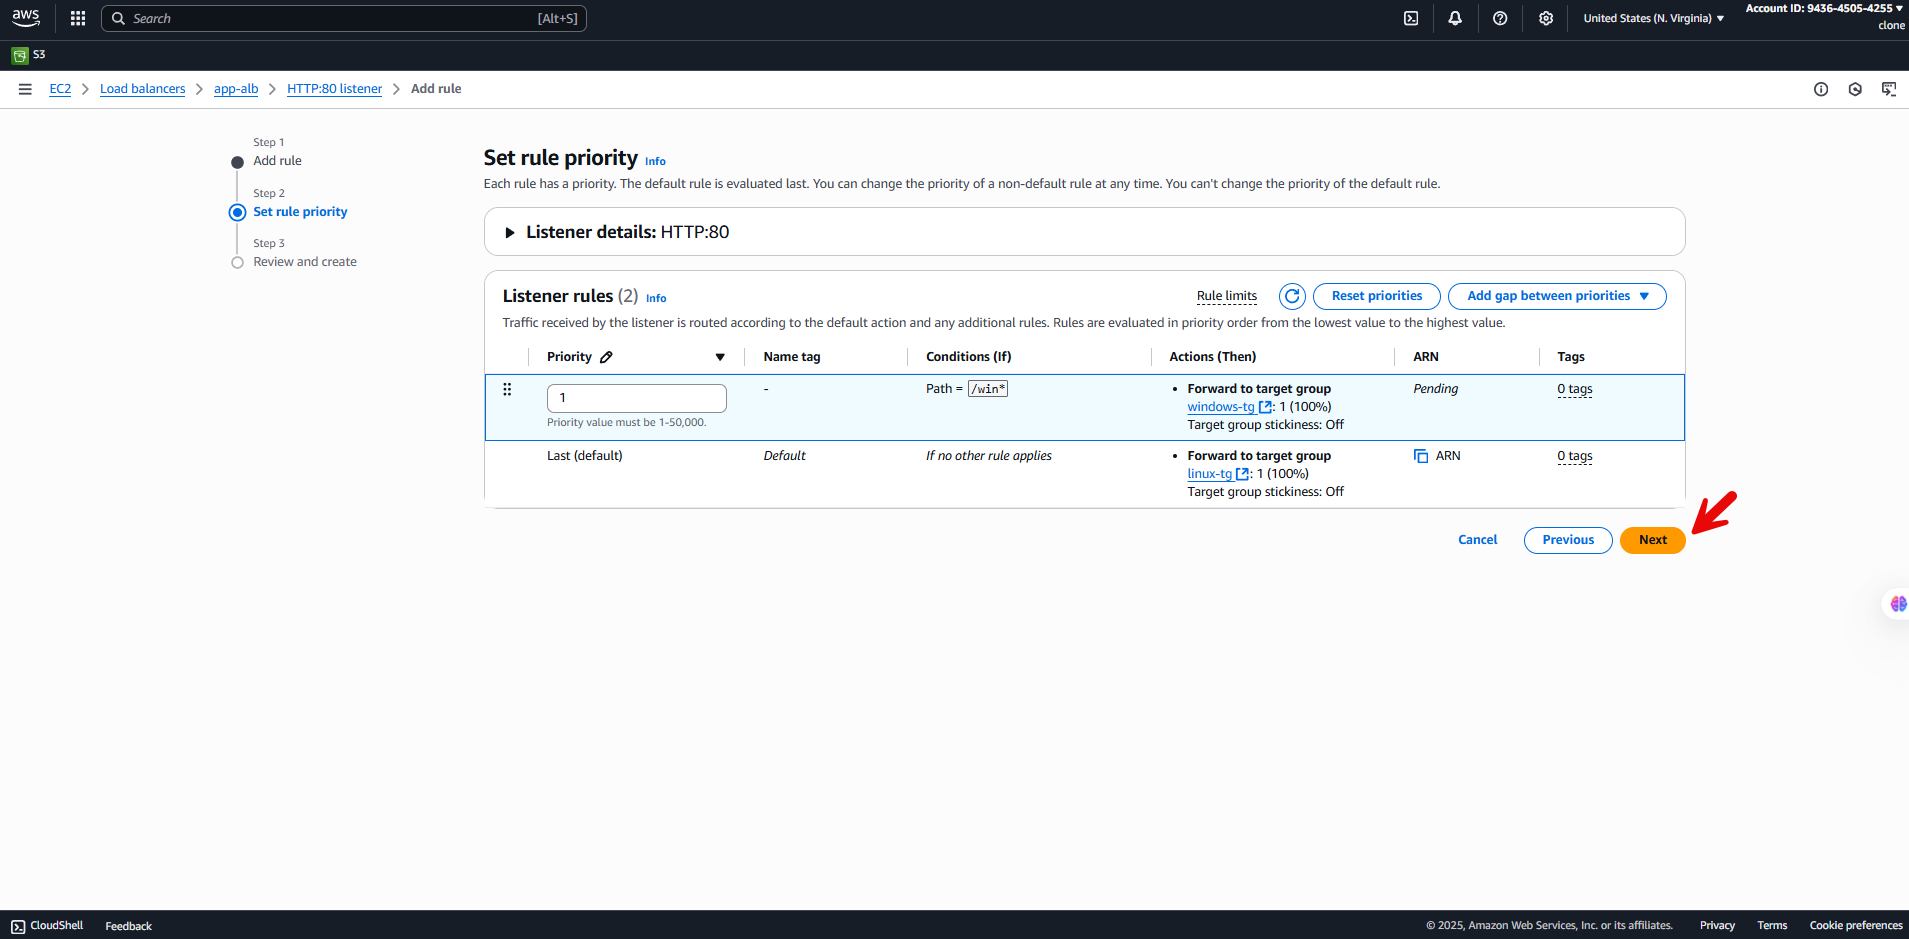 aws
Search [Alt+S]
United States (N. Virginia)
Account ID: 9436-4505-4255
clone
S3
EC2 Load balancers app-alb HTTP:80 listener Add rule
Step 1
Add rule
Step 2
Set rule priority
Step 3
Review and create
Set rule priority Info
Each rule has a priority. The default rule is evaluated last. You can change the priority of a non-default rule at any time. You can't change the priority of the default rule.
Listener details: HTTP:80
Listener rules (2) Info
Rule limits
Reset priorities
Add gap between priorities
Traffic received by the listener is routed according to the default action and any additional rules. Rules are evaluated in priority order from the lowest value to the highest value.
Priority Name tag Conditions (If) Actions (Then) ARN Tags
1
Priority value must be 1-50,000.
-
Path = /win*
• Forward to target group
windows-tg : 1 (100%)
Target group stickiness: Off
Pending
0 tags
Last (default)
Default
If no other rule applies
• Forward to target group
linux-tg : 1 (100%)
Target group stickiness: Off
ARN
0 tags
Cancel Previous Next
CloudShell Feedback
© 2025, Amazon Web Services, Inc. or its affiliates. Privacy Terms Cookie preferences